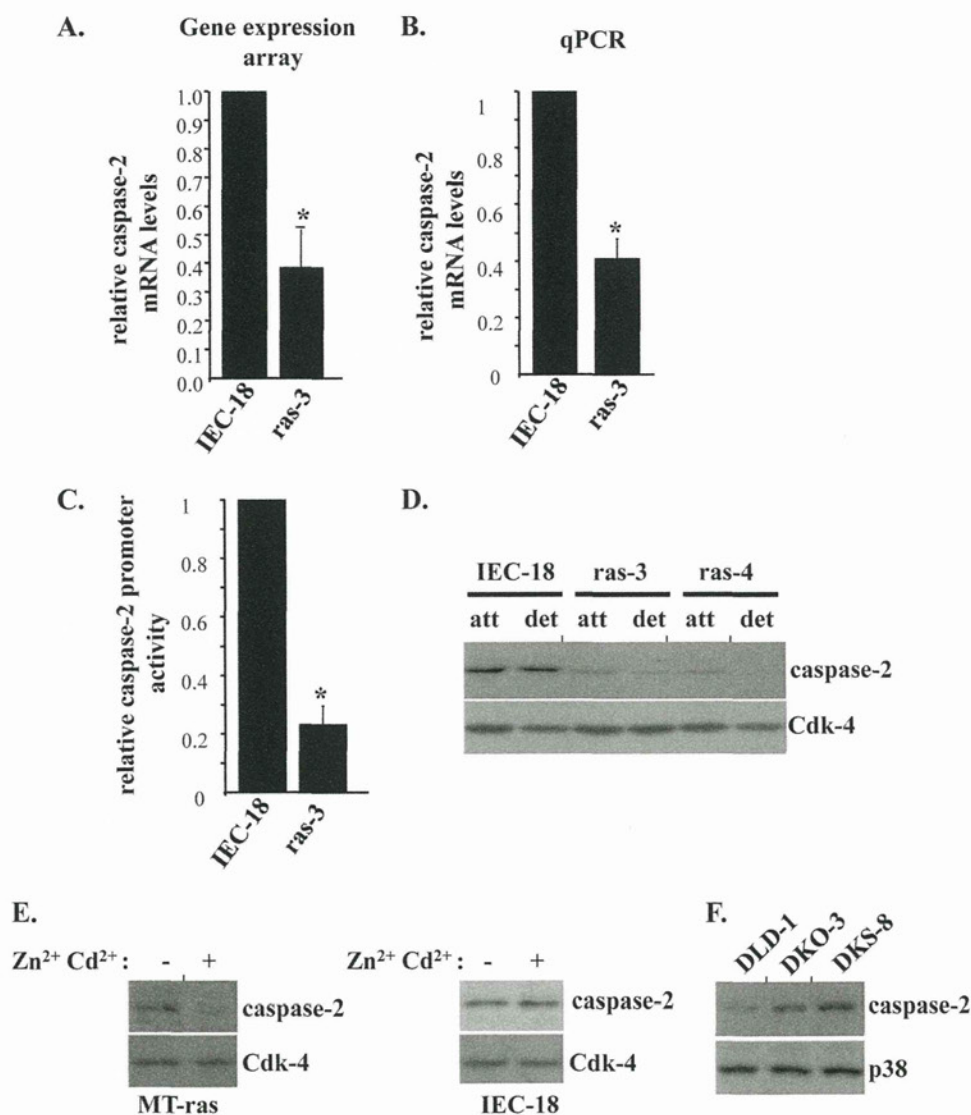 A.
Gene expression
array
relative caspase-2
mRNA levels
1.0
0.9
0.8
0.7
0.6
0.5
0.4
0.3
0.2
0.1
0.0
*
IEC-18
ras-3
B.
qPCR
relative caspase-2
mRNA levels
1
0.8
0.6
0.4
0.2
0
*
IEC-18
ras-3
C.
relative caspase-2 promoter
activity
1
0.8
0.6
0.4
0.2
0
*
IEC-18
ras-3
D.
IEC-18 ras-3 ras-4
att det att det att det
caspase-2
Cdk-4
E.
Zn²⁺ Cd²⁺ : - +
caspase-2
Cdk-4
MT-ras
Zn²⁺ Cd²⁺ : - +
caspase-2
Cdk-4
IEC-18
F.
DLD-1 DKO-3 DKS-8
caspase-2
p38